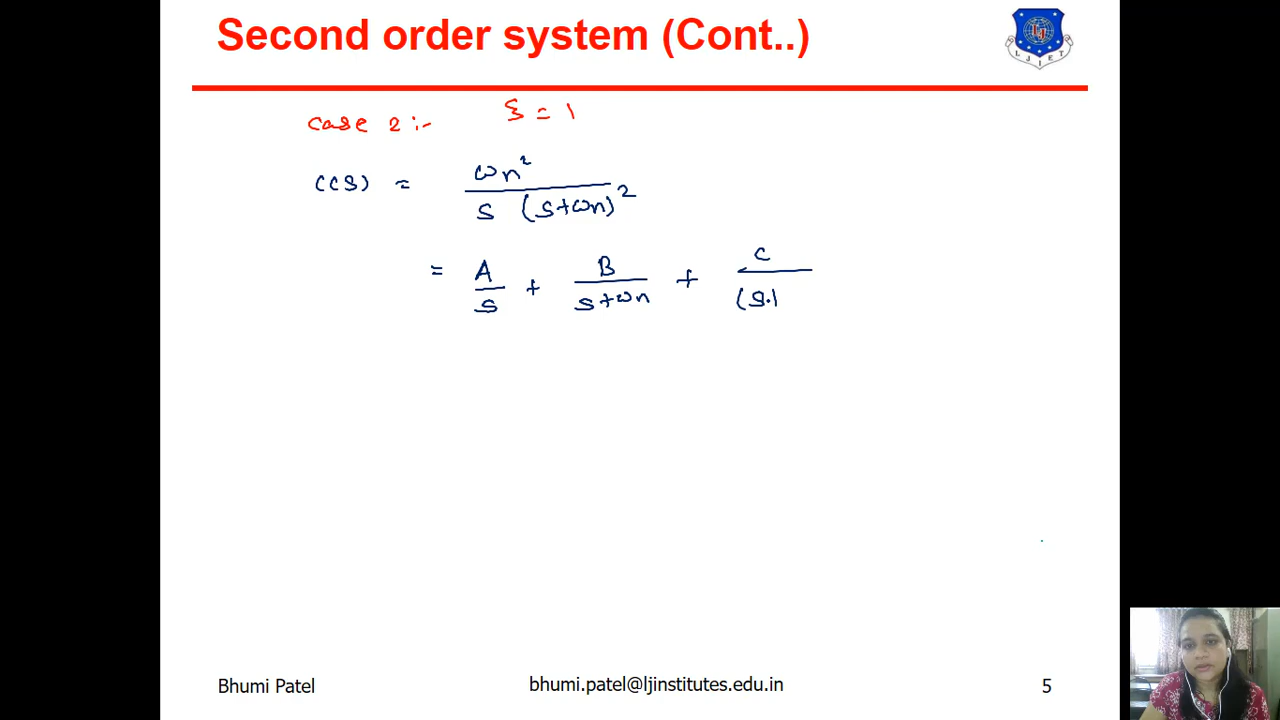 Second order system (Cont..)
LJIET
Case 2 :- ξ = 1
C(S) = ωn² / s (s+ωn)²
= A/s + B/s+ωn + C/(s+
Bhumi Patel bhumi.patel@ljinstitutes.edu.in 5